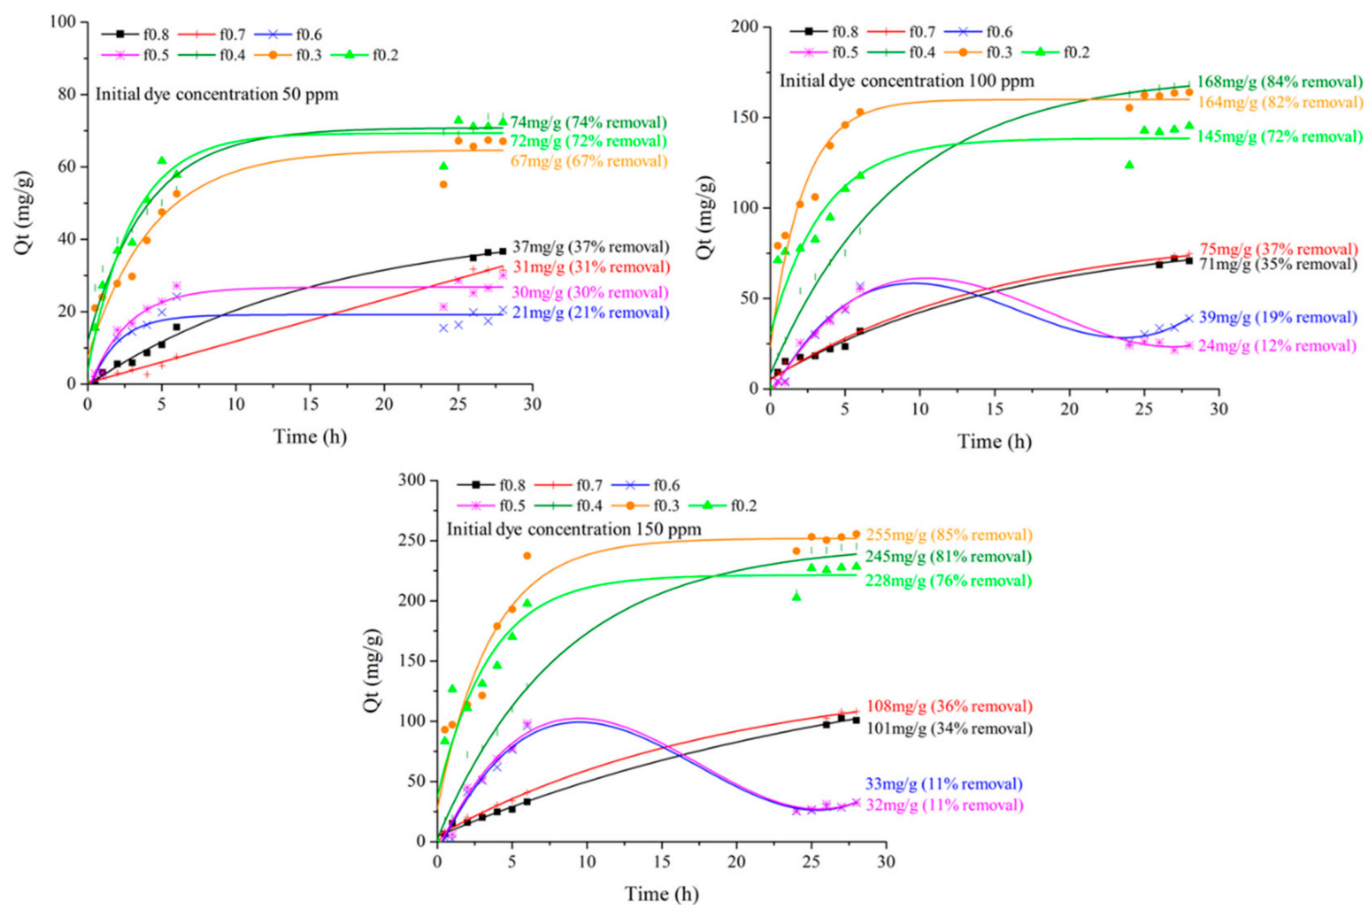 100
80
60
40
20
0
Qt (mg/g)
f0.8 f0.7 f0.6
f0.5 f0.4 f0.3 f0.2
Initial dye concentration 50 ppm
74mg/g (74% removal)
72mg/g (72% removal)
67mg/g (67% removal)
37mg/g (37% removal)
31mg/g (31% removal)
30mg/g (30% removal)
21mg/g (21% removal)
0 5 10 15 20 25 30
Time (h)
200
150
100
50
0
Qt (mg/g)
f0.8 f0.7 f0.6
f0.5 f0.4 f0.3 f0.2
Initial dye concentration 100 ppm
168mg/g (84% removal)
164mg/g (82% removal)
145mg/g (72% removal)
75mg/g (37% removal)
71mg/g (35% removal)
39mg/g (19% removal)
24mg/g (12% removal)
0 5 10 15 20 25 30
Time (h)
300
250
200
150
100
50
0
Qt (mg/g)
f0.8 f0.7 f0.6
f0.5 f0.4 f0.3 f0.2
Initial dye concentration 150 ppm
255mg/g (85% removal)
245mg/g (81% removal)
228mg/g (76% removal)
108mg/g (36% removal)
101mg/g (34% removal)
33mg/g (11% removal)
32mg/g (11% removal)
0 5 10 15 20 25 30
Time (h)